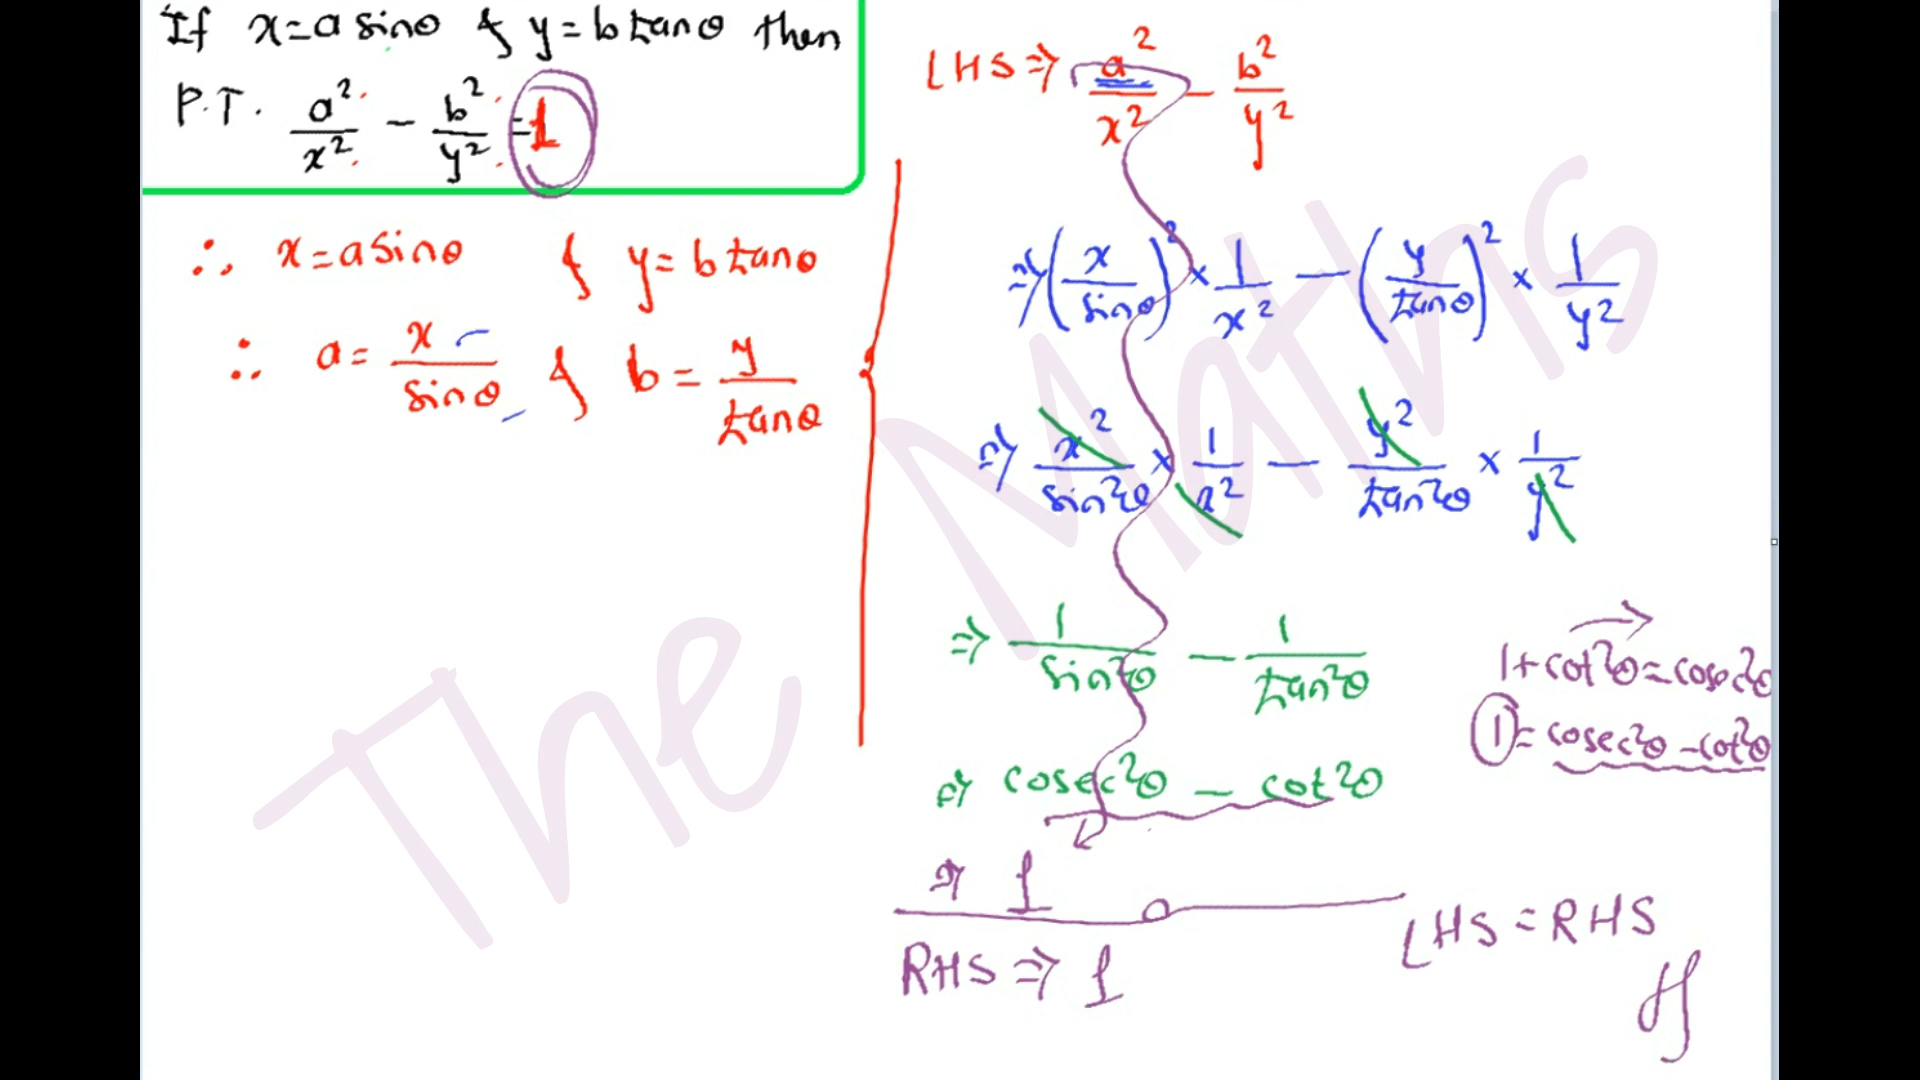 If x=a sinθ & y=b tanθ then
P.T. a²/x² - b²/y² = 1
∴ x=a sinθ & y=b tanθ
∴ a= x/sinθ & b= y/tanθ
LHS ⇒ a²/x² - b²/y²
⇒ (x/sinθ)² × 1/x² - (y/tanθ)² × 1/y²
⇒ x²/sin²θ × 1/x² - y²/tan²θ × 1/y²
⇒ 1/sin²θ - 1/tan²θ
1+cot²θ=cosec²θ
1=cosec²θ-cot²θ
⇒ cosec²θ - cot²θ
⇒ 1
RHS ⇒ 1
LHS = RHS
The Maths